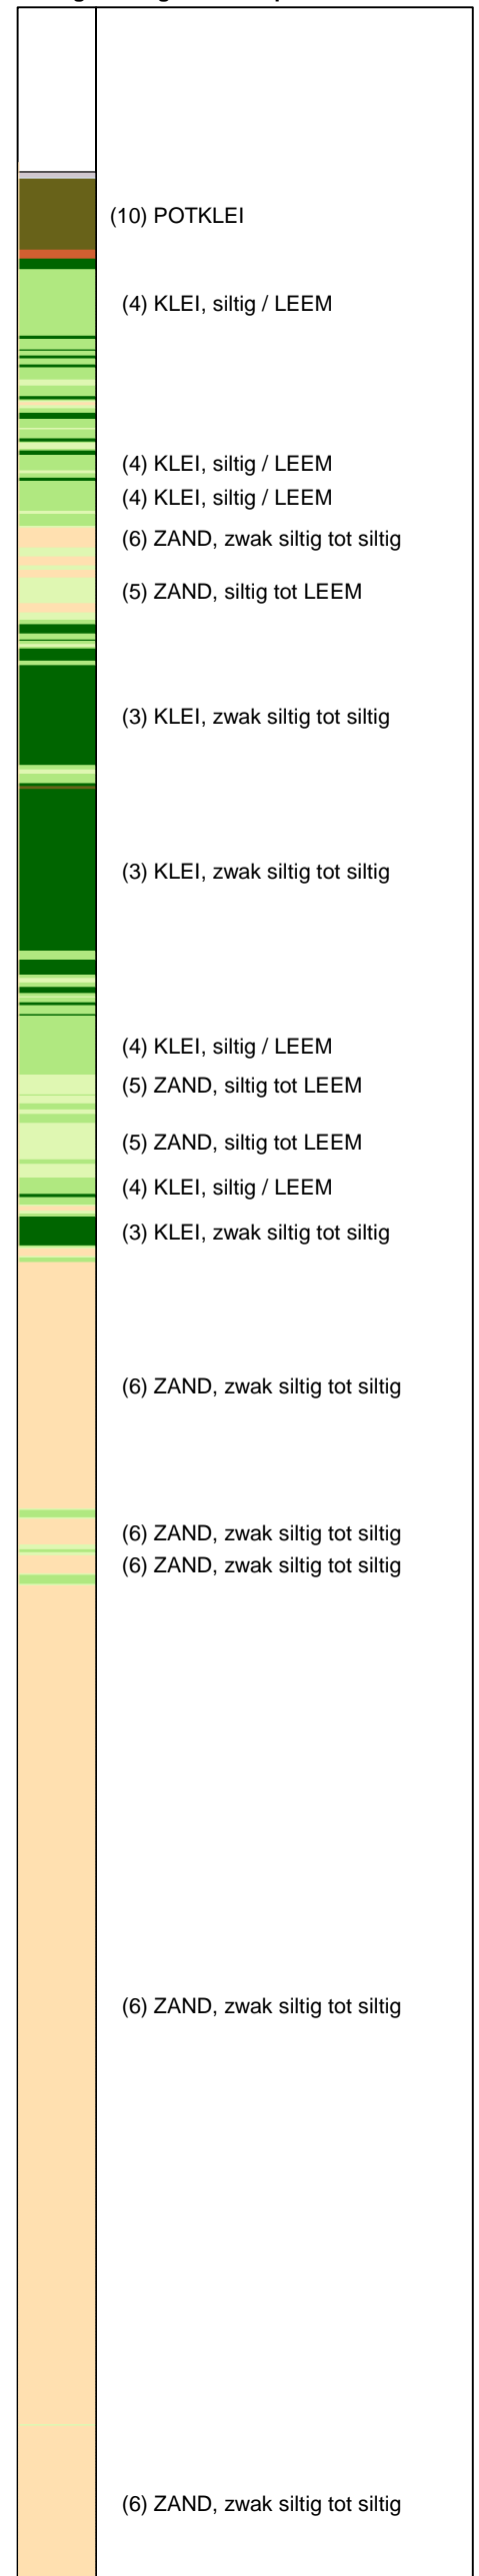 (10) POTKLEI
(4) KLEI, siltig / LEEM
(4) KLEI, siltig / LEEM
(4) KLEI, siltig / LEEM
(6) ZAND, zwak siltig tot siltig
(5) ZAND, siltig tot LEEM
(3) KLEI, zwak siltig tot siltig
(3) KLEI, zwak siltig tot siltig
(4) KLEI, siltig / LEEM
(5) ZAND, siltig tot LEEM
(5) ZAND, siltig tot LEEM
(4) KLEI, siltig / LEEM
(3) KLEI, zwak siltig tot siltig
(6) ZAND, zwak siltig tot siltig
(6) ZAND, zwak siltig tot siltig
(6) ZAND, zwak siltig tot siltig
(6) ZAND, zwak siltig tot siltig
(6) ZAND, zwak siltig tot siltig